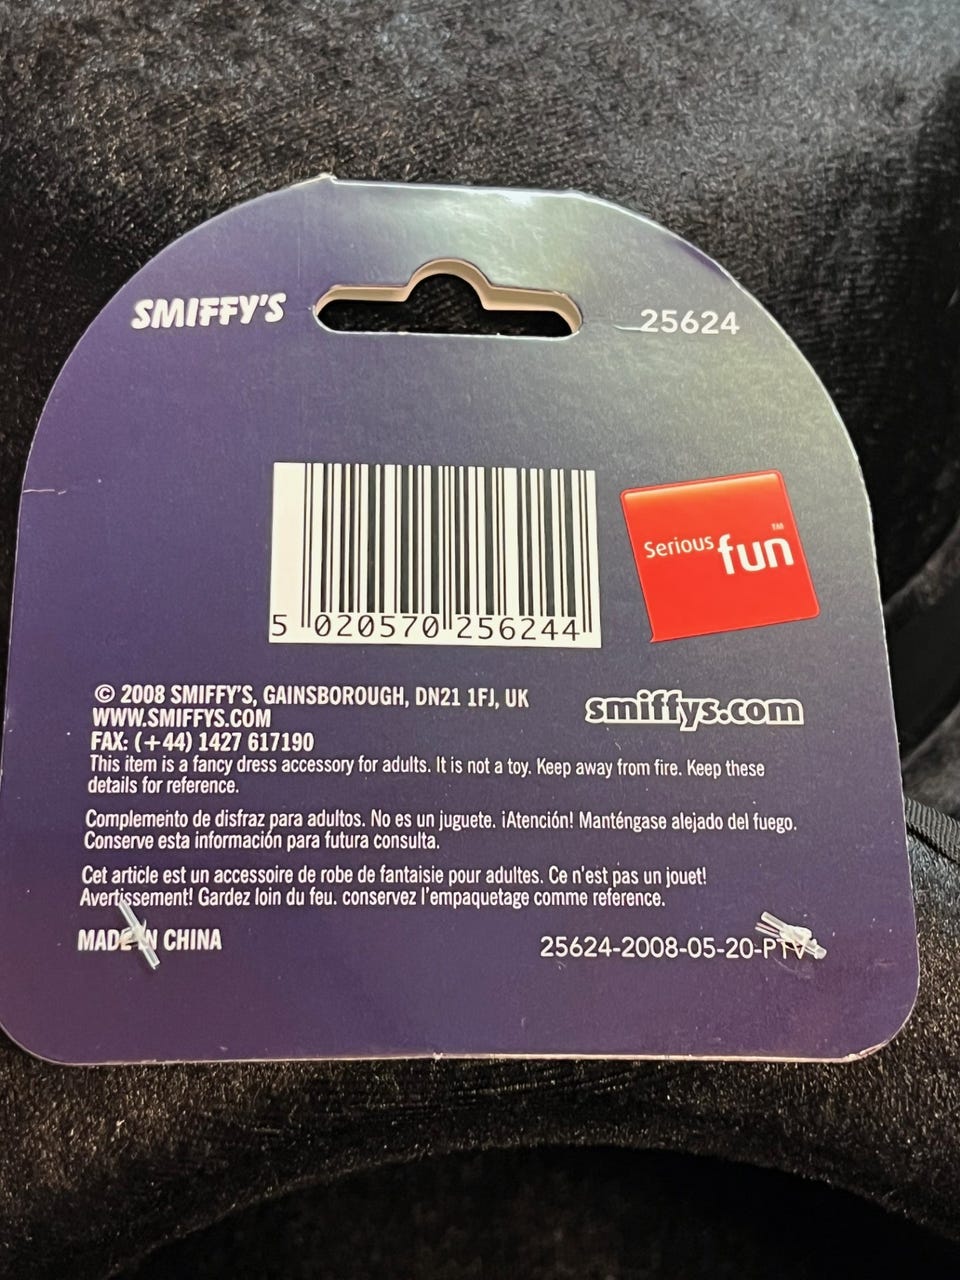 SMIFFY'S
25624
Serious fun™
5 020570 256244
© 2008 SMIFFY'S, GAINSBOROUGH, DN21 1FJ, UK
WWW.SMIFFYS.COM
FAX: (+44) 1427 617190
smiffys.com
This item is a fancy dress accessory for adults. It is not a toy. Keep away from fire. Keep these
details for reference.
Complemento de disfraz para adultos. No es un juguete. ¡Atención! Manténgase alejado del fuego.
Conserve esta información para futura consulta.
Cet article est un accessoire de robe de fantaisie pour adultes. Ce n'est pas un jouet!
Avertissement! Gardez loin du feu. conservez l'empaquetage comme reference.
MADE IN CHINA
25624-2008-05-20-PTV1